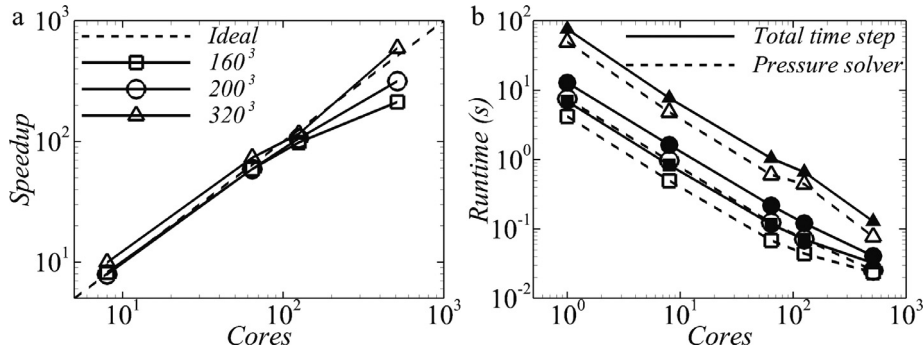 a
10^3
Ideal
160^3
200^3
320^3
10^2
Speedup
10^1
10^1
10^2
10^3
Cores
b
10^2
Total time step
Pressure solver
10^1
10^0
Runtime (s)
10^-1
10^-2
10^0
10^1
10^2
10^3
Cores